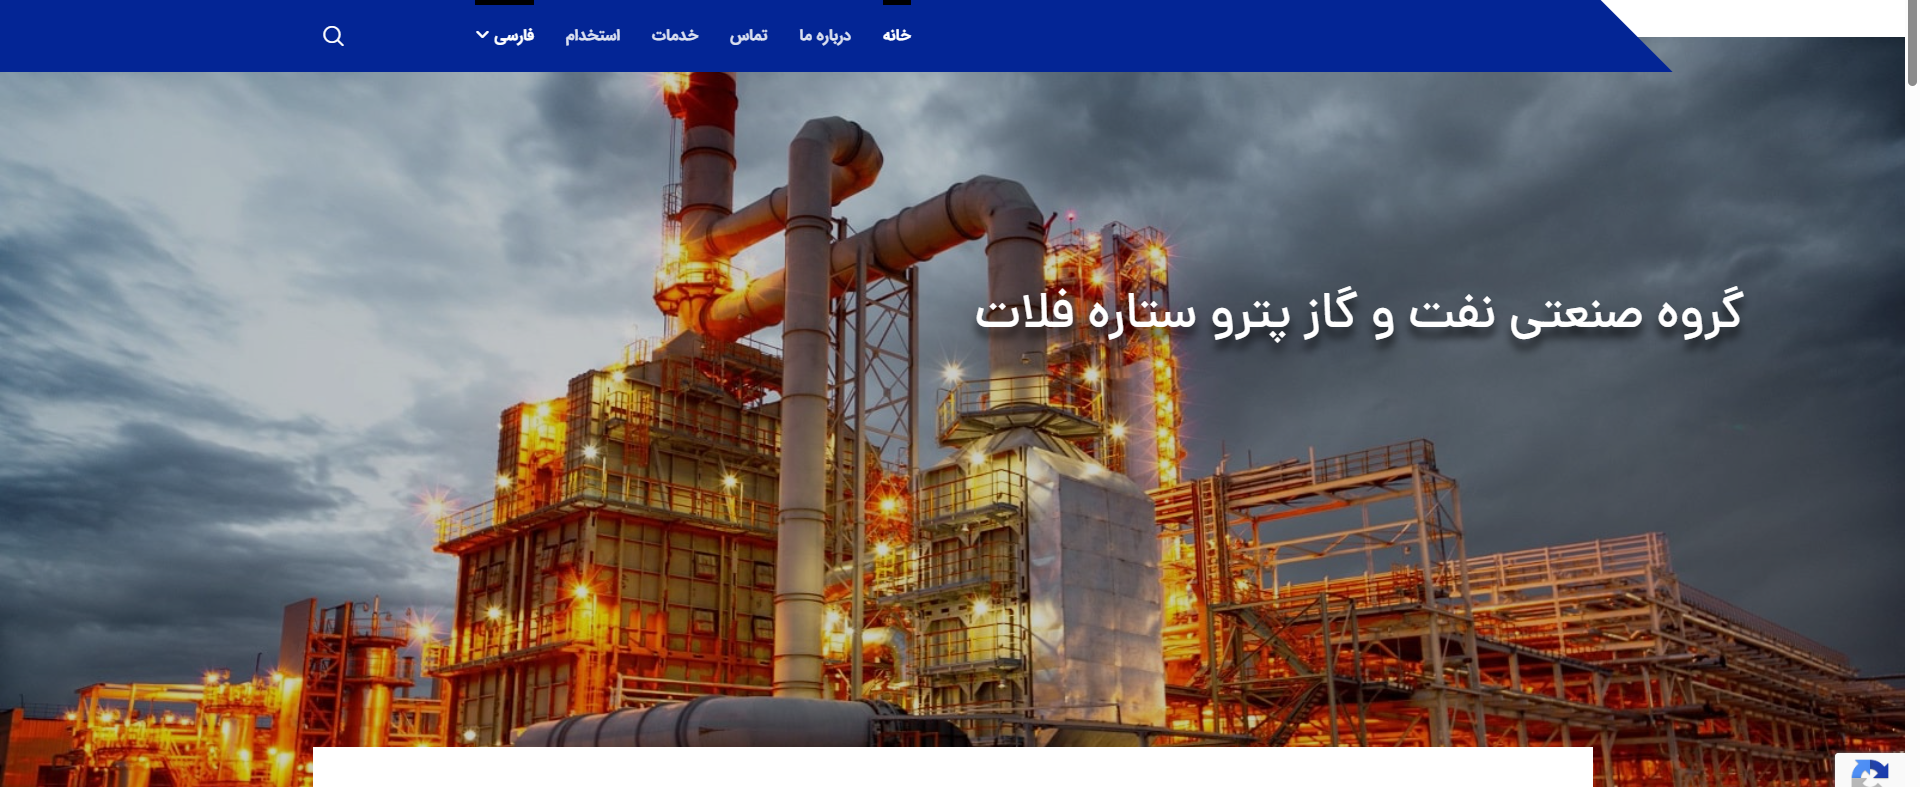 خانه
درباره ما
تماس
خدمات
استخدام
فارسی
گروه صنعتی نفت و گاز پترو ستاره فلات